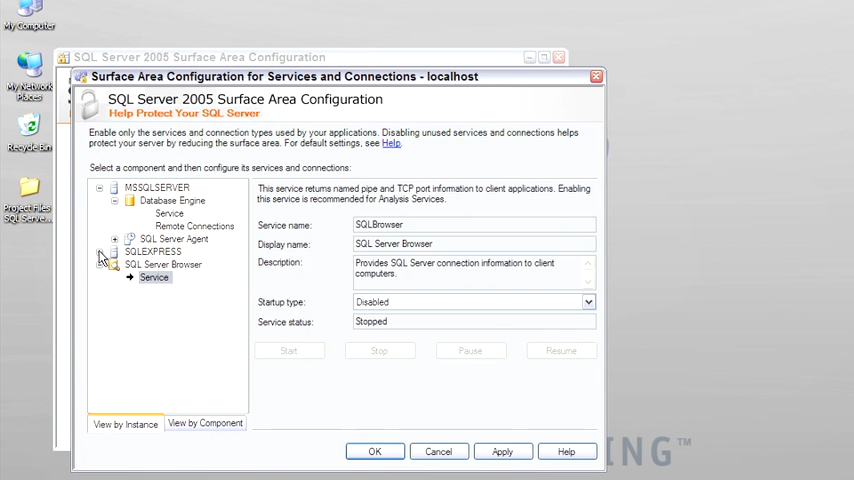 My Computer
My Network
Places
Recycle Bin
Project Files
SQL Serve...
SQL Server 2005 Surface Area Configuration
Surface Area Configuration for Services and Connections - localhost
SQL Server 2005 Surface Area Configuration
Help Protect Your SQL Server
Enable only the services and connection types used by your applications. Disabling unused services and connections helps
protect your server by reducing the surface area. For default settings, see Help.
Select a component and then configure its services and connections:
MSSQLSERVER
Database Engine
Service
Remote Connections
SQL Server Agent
SQLEXPRESS
SQL Server Browser
Service
View by Instance
View by Component
This service returns named pipe and TCP port information to client applications. Enabling
this service is recommended for Analysis Services.
Service name:
SQLBrowser
Display name:
SQL Server Browser
Description:
Provides SQL Server connection information to client
computers.
Startup type:
Disabled
Service status:
Stopped
Start
Stop
Pause
Resume
OK
Cancel
Apply
Help
ING™